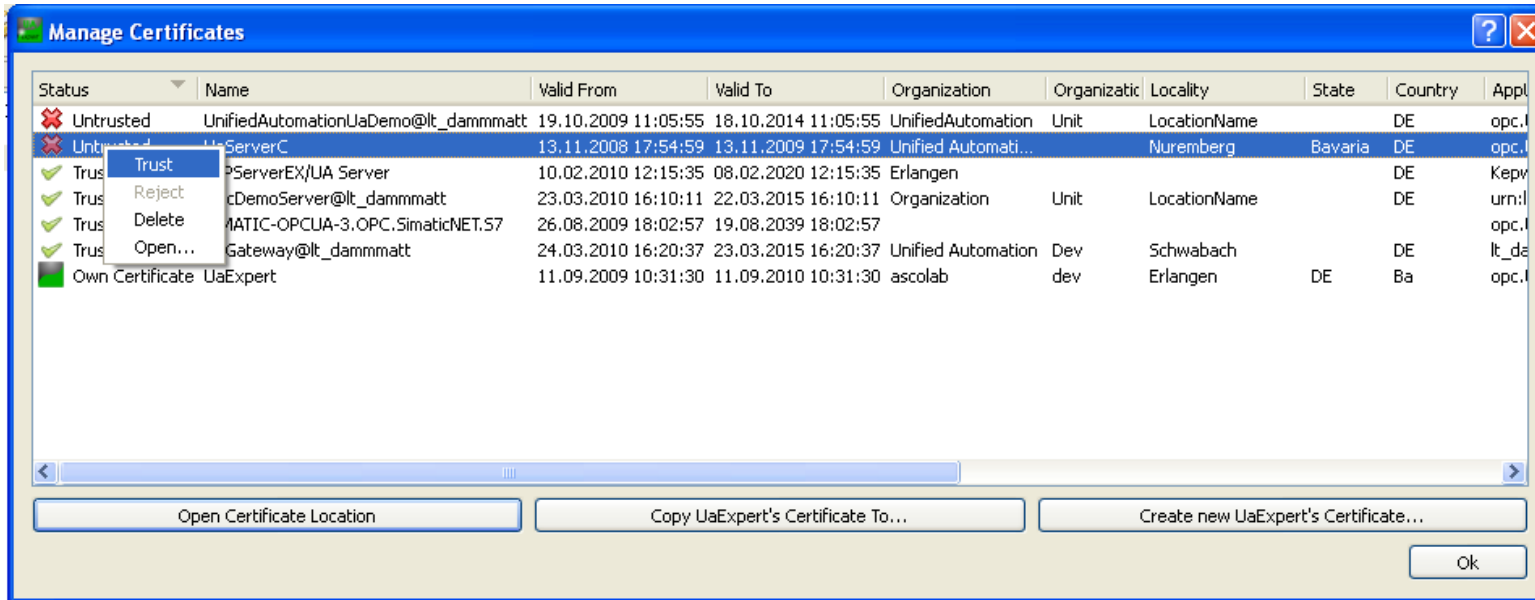 Manage Certificates
Status Name Valid From Valid To Organization Organizatic Locality State Country Appl
Untrusted UnifiedAutomationUaDemo@lt_dammmatt 19.10.2009 11:05:55 18.10.2014 11:05:55 UnifiedAutomation Unit LocationName DE opc.
UaServerC 13.11.2008 17:54:59 13.11.2009 17:54:59 Unified Automati... Nuremberg Bavaria DE opc.
Trust
Trus PServerEX/UA Server 10.02.2010 12:15:35 08.02.2020 12:15:35 Erlangen DE Kepw
Reject
Trus cDemoServer@lt_dammmatt 23.03.2010 16:10:11 22.03.2015 16:10:11 Organization Unit LocationName DE urn:l
Delete
Trus MATIC-OPCUA-3.OPC.SimaticNET.S7 26.08.2009 18:02:57 19.08.2039 18:02:57 opc.
Open...
Trus Gateway@lt_dammmatt 24.03.2010 16:20:37 23.03.2015 16:20:37 Unified Automation Dev Schwabach DE lt_da
Own Certificate UaExpert 11.09.2009 10:31:30 11.09.2010 10:31:30 ascolab dev Erlangen DE Ba opc.
Open Certificate Location Copy UaExpert's Certificate To... Create new UaExpert's Certificate...
Ok